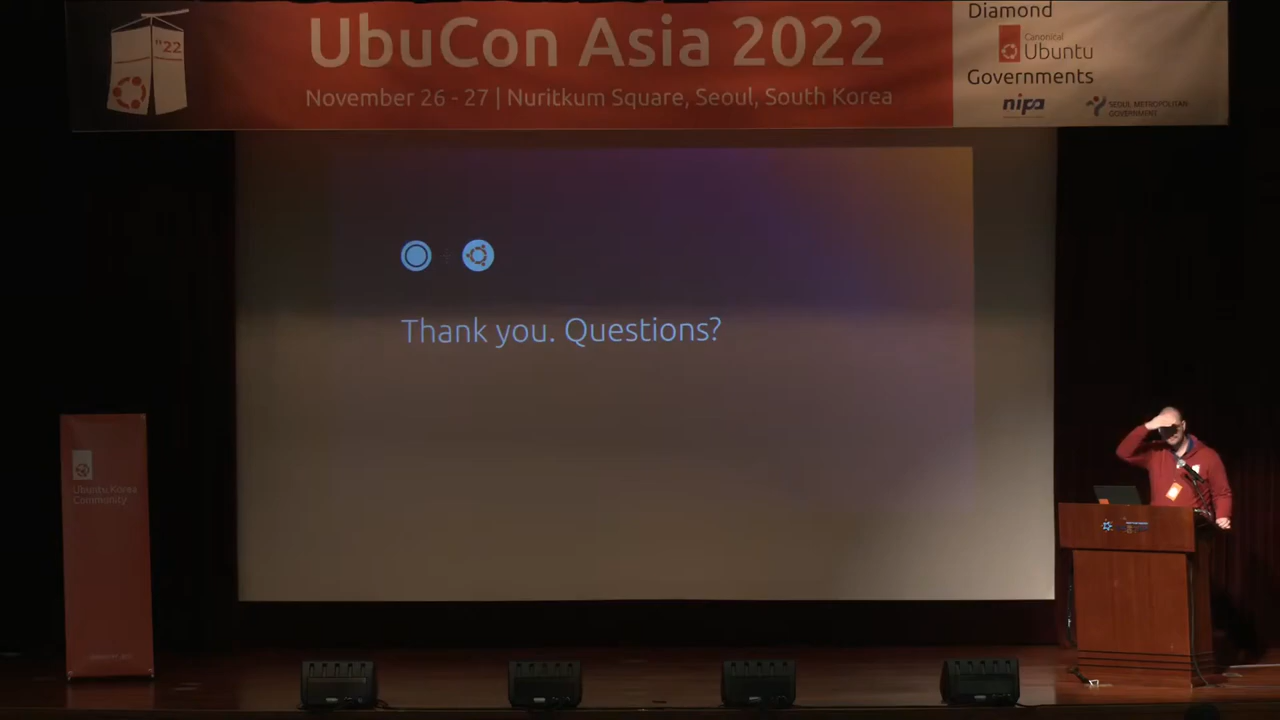 "22
UbuCon Asia 2022
November 26 - 27 | Nuritkum Square, Seoul, South Korea
Diamond
Canonical
Ubuntu
Governments
nipa
SEOUL METROPOLITAN
GOVERNMENT
Thank you. Questions?
Ubuntu Korea
Community